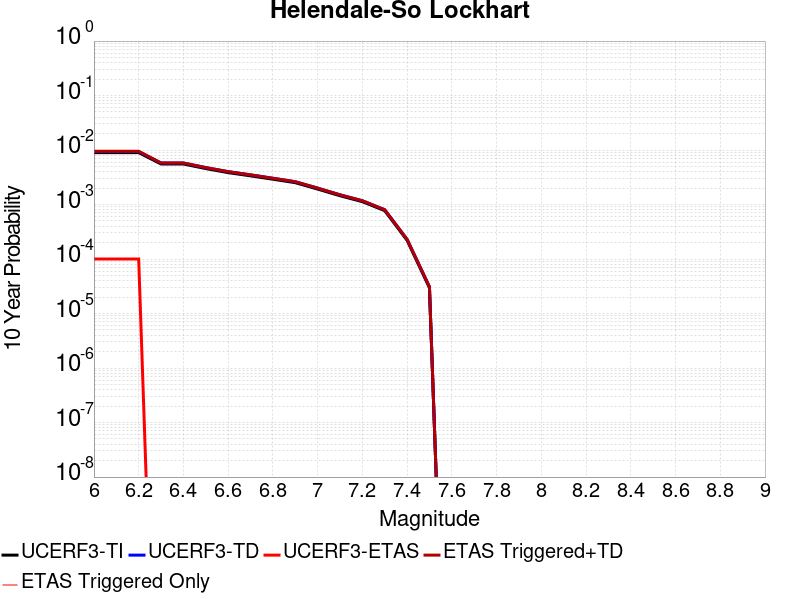 Helendale-So Lockhart
10^0
10^-1
10^-2
10^-3
10^-4
10^-5
10^-6
10^-7
10^-8
10 Year Probability
6 6.2 6.4 6.6 6.8 7 7.2 7.4 7.6 7.8 8 8.2 8.4 8.6 8.8 9
Magnitude
UCERF3-TI UCERF3-TD UCERF3-ETAS ETAS Triggered+TD
ETAS Triggered Only